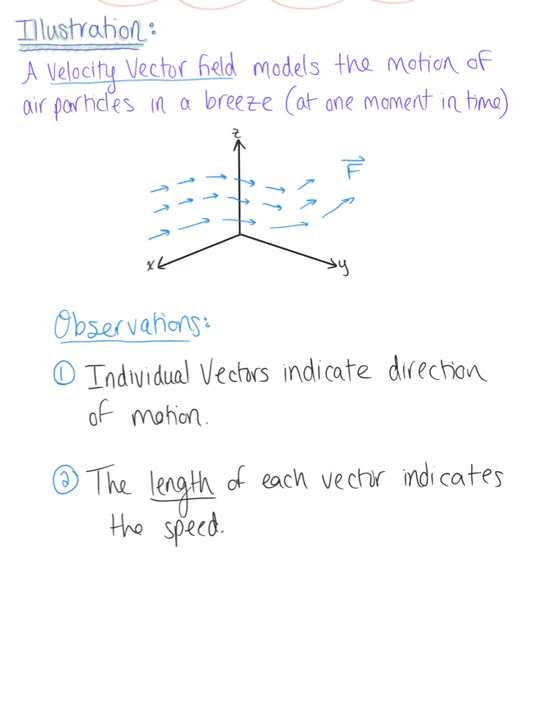 Illustration:
A Velocity Vector field models the motion of
air particles in a breeze (at one moment in time)
z
F
x
y
Observations:
① Individual Vectors indicate direction
of motion.
② The length of each vector indicates
the speed.